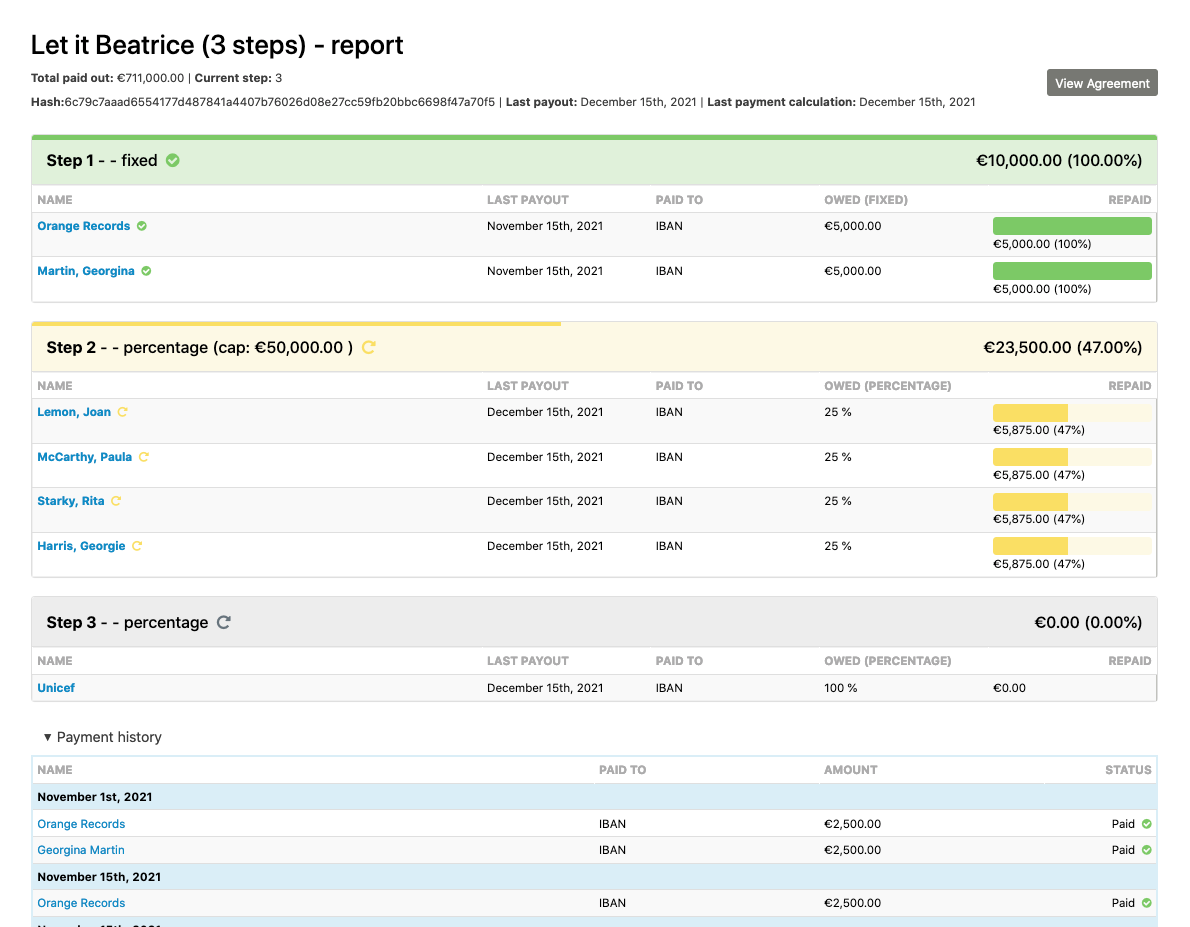 Let it Beatrice (3 steps) - report
Total paid out: €711,000.00 | Current step: 3
View Agreement
Hash:6c79c7aaad6554177d487841a4407b76026d08e27cc59fb20bbc6698f47a70f5 | Last payout: December 15th, 2021 | Last payment calculation: December 15th, 2021
Step 1 - - fixed €10,000.00 (100.00%)
NAME LAST PAYOUT PAID TO OWED (FIXED) REPAID
Orange Records November 15th, 2021 IBAN €5,000.00
€5,000.00 (100%)
Martin, Georgina November 15th, 2021 IBAN €5,000.00
€5,000.00 (100%)
Step 2 - - percentage (cap: €50,000.00 ) €23,500.00 (47.00%)
NAME LAST PAYOUT PAID TO OWED (PERCENTAGE) REPAID
Lemon, Joan December 15th, 2021 IBAN 25 %
€5,875.00 (47%)
McCarthy, Paula December 15th, 2021 IBAN 25 %
€5,875.00 (47%)
Starky, Rita December 15th, 2021 IBAN 25 %
€5,875.00 (47%)
Harris, Georgie December 15th, 2021 IBAN 25 %
€5,875.00 (47%)
Step 3 - - percentage €0.00 (0.00%)
NAME LAST PAYOUT PAID TO OWED (PERCENTAGE) REPAID
Unicef December 15th, 2021 IBAN 100 % €0.00
▼ Payment history
NAME PAID TO AMOUNT STATUS
November 1st, 2021
Orange Records IBAN €2,500.00 Paid
Georgina Martin IBAN €2,500.00 Paid
November 15th, 2021
Orange Records IBAN €2,500.00 Paid